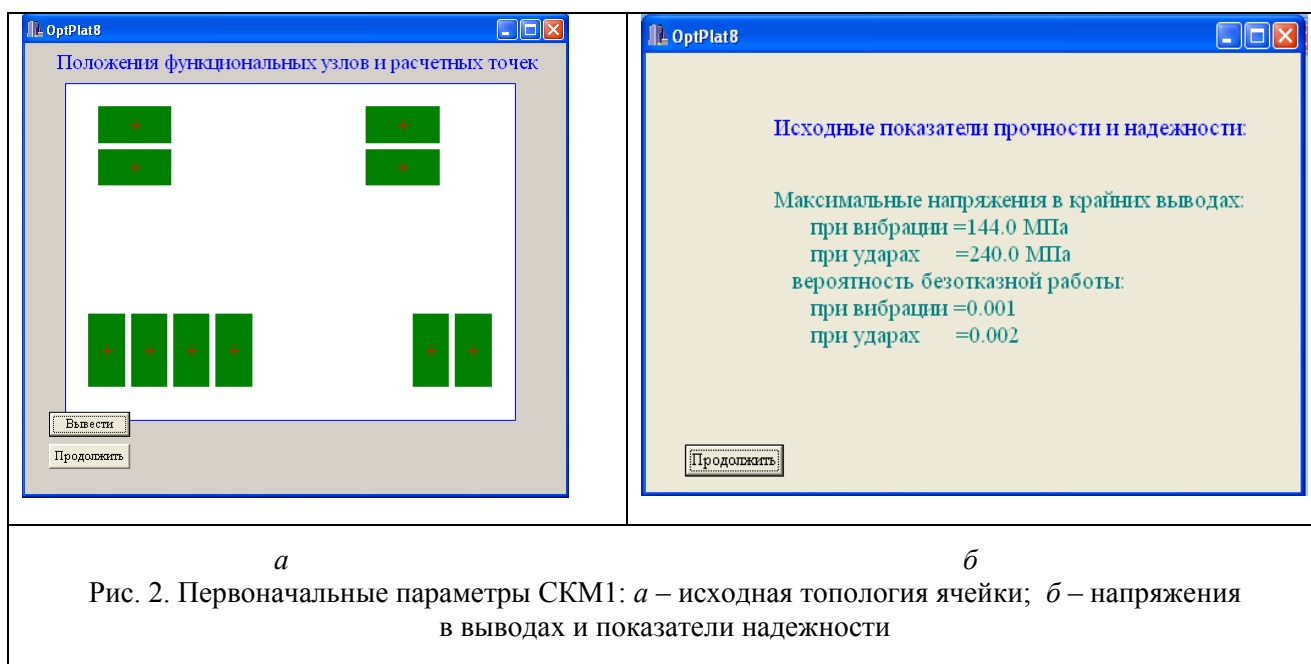 OptPlat8
Положения функциональных узлов и расчетных точек
Вывести
Продолжить
OptPlat8
Исходные показатели прочности и надежности:
Максимальные напряжения в крайних выводах:
при вибрации =144.0 МПа
при ударах =240.0 МПа
вероятность безотказной работы:
при вибрации =0.001
при ударах =0.002
Продолжить
а
б
Рис. 2. Первоначальные параметры СКМ1: а – исходная топология ячейки; б – напряжения
в выводах и показатели надежности